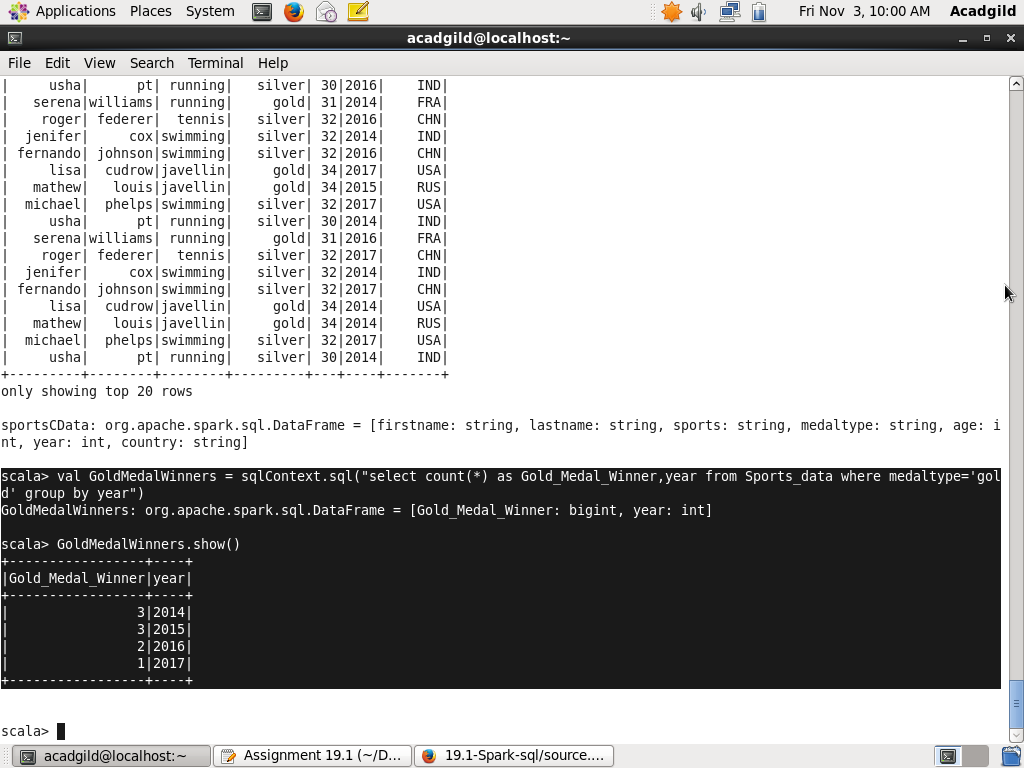 Applications Places System Fri Nov 3, 10:00 AM Acadgild
acadgild@localhost:~
File Edit View Search Terminal Help
|     usha|      pt| running|   silver| 30|2016|    IND|
|   serena|williams| running|     gold| 31|2014|    FRA|
|    roger| federer|  tennis|   silver| 32|2016|    CHN|
|  jenifer|     cox|swimming|   silver| 32|2014|    IND|
| fernando| johnson|swimming|   silver| 32|2016|    CHN|
|     lisa|  cudrow|javellin|     gold| 34|2017|    USA|
|   mathew|   louis|javellin|     gold| 34|2015|    RUS|
|  michael|  phelps|swimming|   silver| 32|2017|    USA|
|     usha|      pt| running|   silver| 30|2014|    IND|
|   serena|williams| running|     gold| 31|2016|    FRA|
|    roger| federer|  tennis|   silver| 32|2017|    CHN|
|  jenifer|     cox|swimming|   silver| 32|2014|    IND|
| fernando| johnson|swimming|   silver| 32|2017|    CHN|
|     lisa|  cudrow|javellin|     gold| 34|2014|    USA|
|   mathew|   louis|javellin|     gold| 34|2014|    RUS|
|  michael|  phelps|swimming|   silver| 32|2017|    USA|
|     usha|      pt| running|   silver| 30|2014|    IND|
+---------+--------+--------+---------+---+----+-------+
only showing top 20 rows
sportsCData: org.apache.spark.sql.DataFrame = [firstname: string, lastname: string, sports: string, medaltype: string, age: i
nt, year: int, country: string]
scala> val GoldMedalWinners = sqlContext.sql("select count(*) as Gold_Medal_Winner,year from Sports_data where medaltype='gol
d' group by year")
GoldMedalWinners: org.apache.spark.sql.DataFrame = [Gold_Medal_Winner: bigint, year: int]
scala> GoldMedalWinners.show()
+-----------------+----+
|Gold_Medal_Winner|year|
+-----------------+----+
|                3|2014|
|                3|2015|
|                2|2016|
|                1|2017|
+-----------------+----+
scala>
acadgild@localhost:~ Assignment 19.1 (~/D... 19.1-Spark-sql/source....